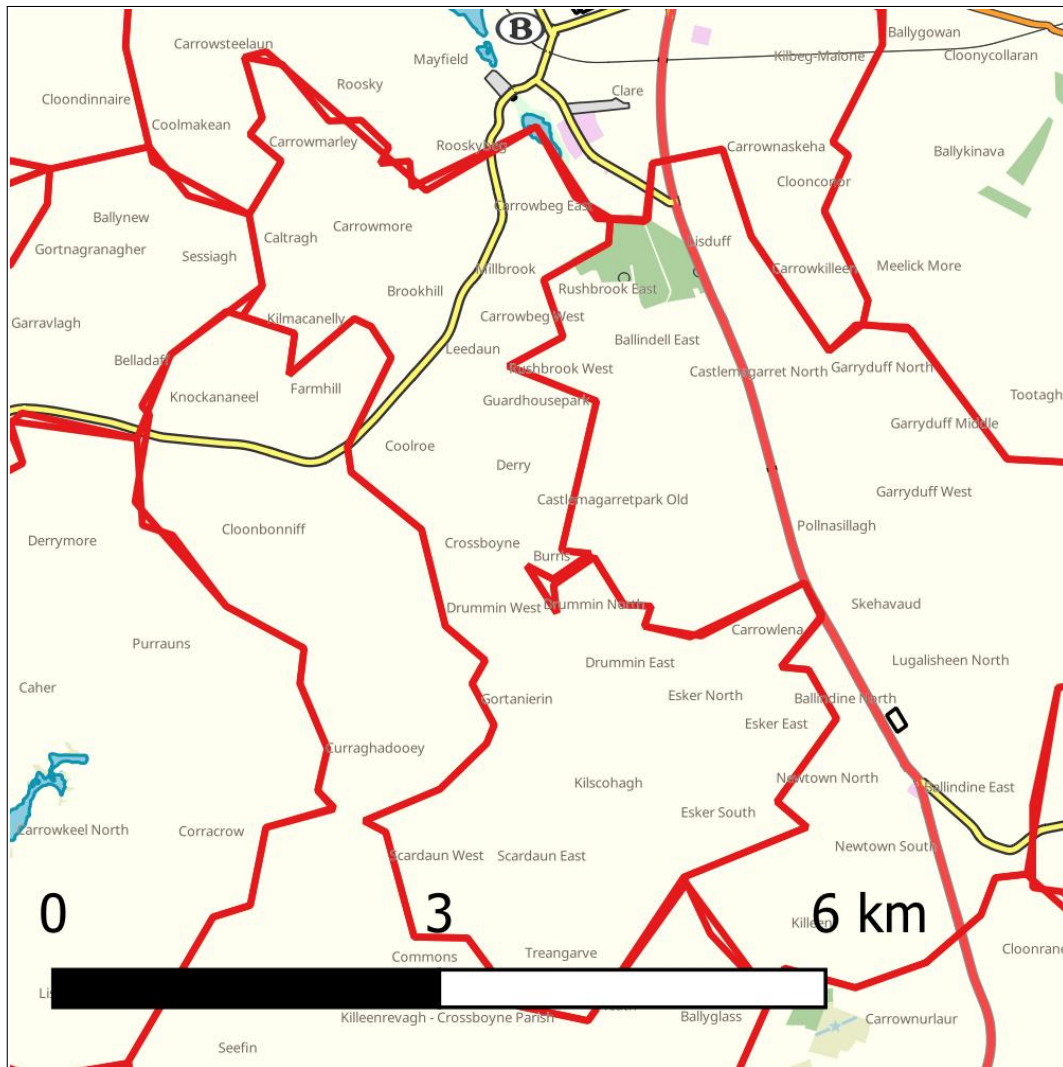 B
Ballygowan
Carrowsteelaun
Kilbeg-Malone
Cloonycollaran
Mayfield
Roosky
Clare
Cloondinnaire
Coolmakean
Carrowmarley
Rooskybeg
Carrownaskeha
Ballykinava
Cloonconor
Carrowbeg East
Ballynew
Carrowmore
Caltragh
Lisduff
Gortnagranagher
Sessiagh
Millbrook
Carrowkilleen
Meelick More
Brookhill
Rushbrook East
Kilmacanelly
Carrowbeg West
Garravlagh
Ballindell East
Leedaun
Belladaff
Rushbrook West
Castlemagarret North
Garryduff North
Farmhill
Knockananeel
Guardhousepark
Tootagh
Garryduff Middle
Coolroe
Derry
Garryduff West
Castlemagarretpark Old
Cloonbonniff
Pollnasillagh
Derrymore
Crossboyne
Burris
Drummin West
Drummin North
Skehavaud
Purrauns
Carrowlena
Drummin East
Lugalisheen North
Caher
Esker North
Gortanierin
Ballindine North
Esker East
Curraghadooey
Kilscohagh
Newtown North
Ballindine East
Esker South
Carrowkeel North
Corracrow
Newtown South
Scardaun West
Scardaun East
0
3
6 km
Killeen
Cloonrane
Commons
Treangarve
Killeenrevagh - Crossboyne Parish
Ballyglass
Carrownurlaur
Seefin